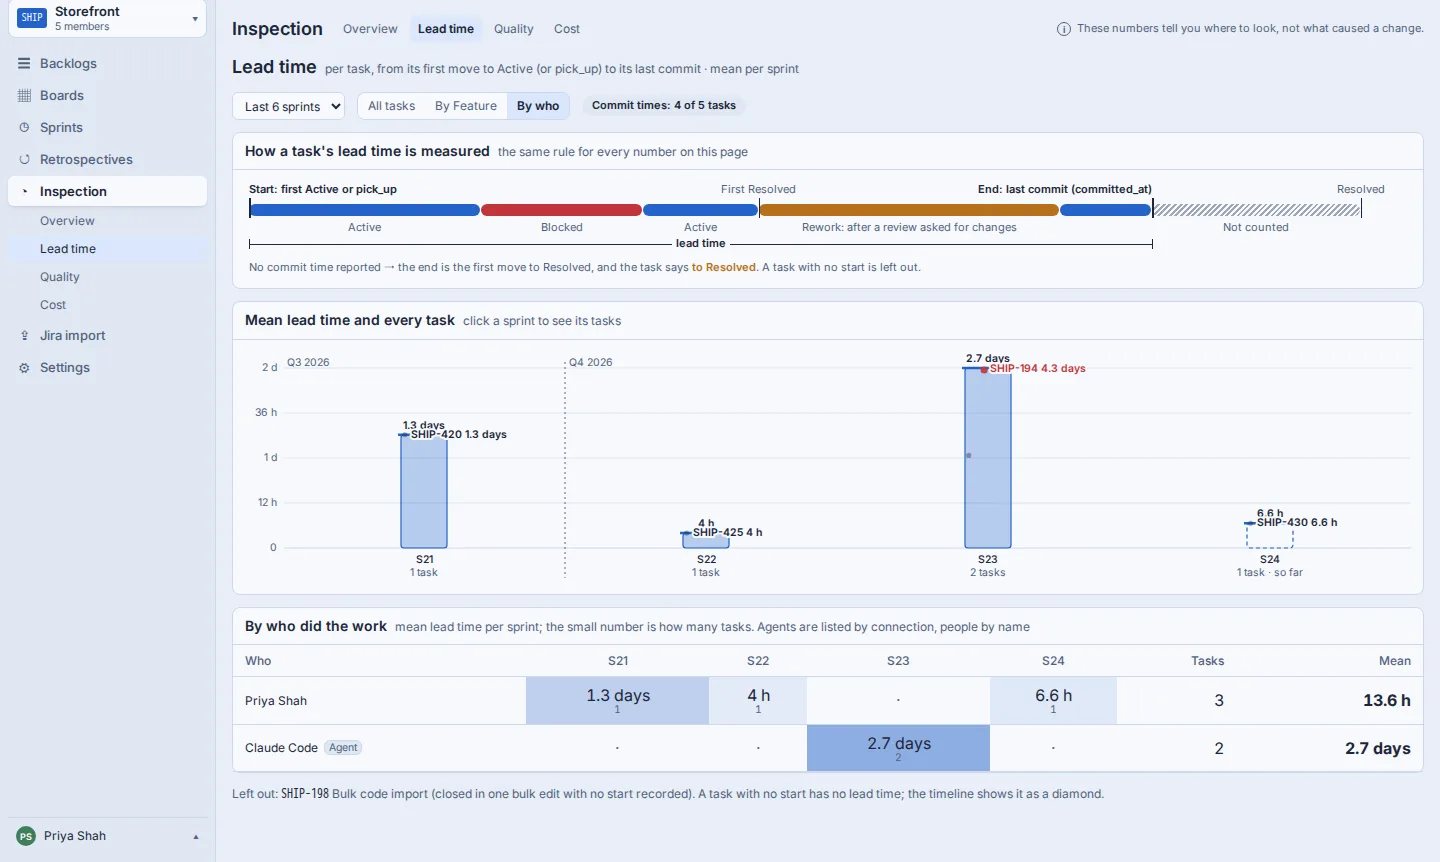 SHIP
Storefront
5 members
Backlogs
Boards
Sprints
Retrospectives
Inspection
Overview
Lead time
Quality
Cost
Jira import
Settings
PS Priya Shah
Inspection Overview Lead time Quality Cost
These numbers tell you where to look, not what caused a change.
Lead time per task, from its first move to Active (or pick_up) to its last commit · mean per sprint
Last 6 sprints All tasks By Feature By who Commit times: 4 of 5 tasks
How a task's lead time is measured the same rule for every number on this page
Start: first Active or pick_up First Resolved End: last commit (committed_at) Resolved
Active Blocked Active Rework: after a review asked for changes Not counted
lead time
No commit time reported → the end is the first move to Resolved, and the task says to Resolved. A task with no start is left out.
Mean lead time and every task click a sprint to see its tasks
Q3 2026 Q4 2026
2 d
36 h
1 d
12 h
0
1.3 days
SHIP-420 1.3 days
4 h
SHIP-425 4 h
2.7 days
SHIP-194 4.3 days
6.6 h
SHIP-430 6.6 h
S21 S22 S23 S24
1 task 1 task 2 tasks 1 task · so far
By who did the work mean lead time per sprint; the small number is how many tasks. Agents are listed by connection, people by name
Who S21 S22 S23 S24 Tasks Mean
Priya Shah 1.3 days 4 h · 6.6 h 3 13.6 h
1 1 1
Claude Code Agent · · 2.7 days · 2 2.7 days
2
Left out: SHIP-198 Bulk code import (closed in one bulk edit with no start recorded). A task with no start has no lead time; the timeline shows it as a diamond.